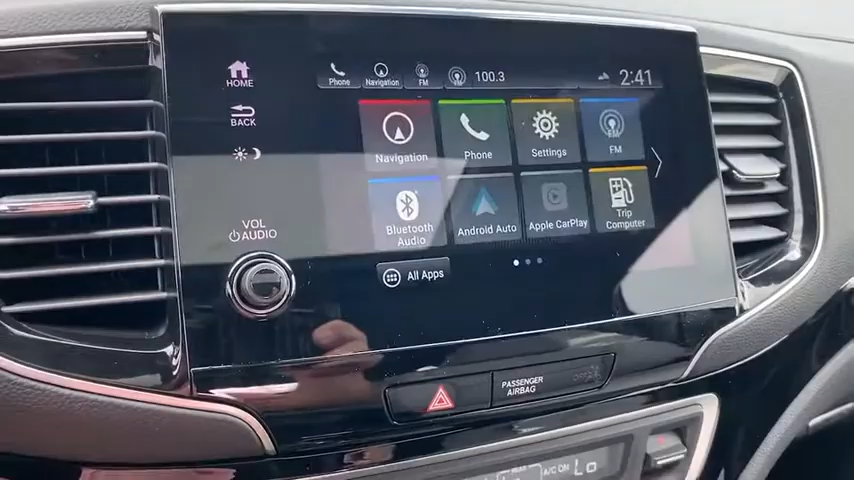 HOME
BACK
VOL
AUDIO
Phone Navigation FM 100.3 2:41
Navigation Phone Settings FM
Bluetooth Audio
Android Auto
Apple CarPlay
Trip Computer
All Apps
PASSENGER
AIRBAG
REAR
A/C ON Lo